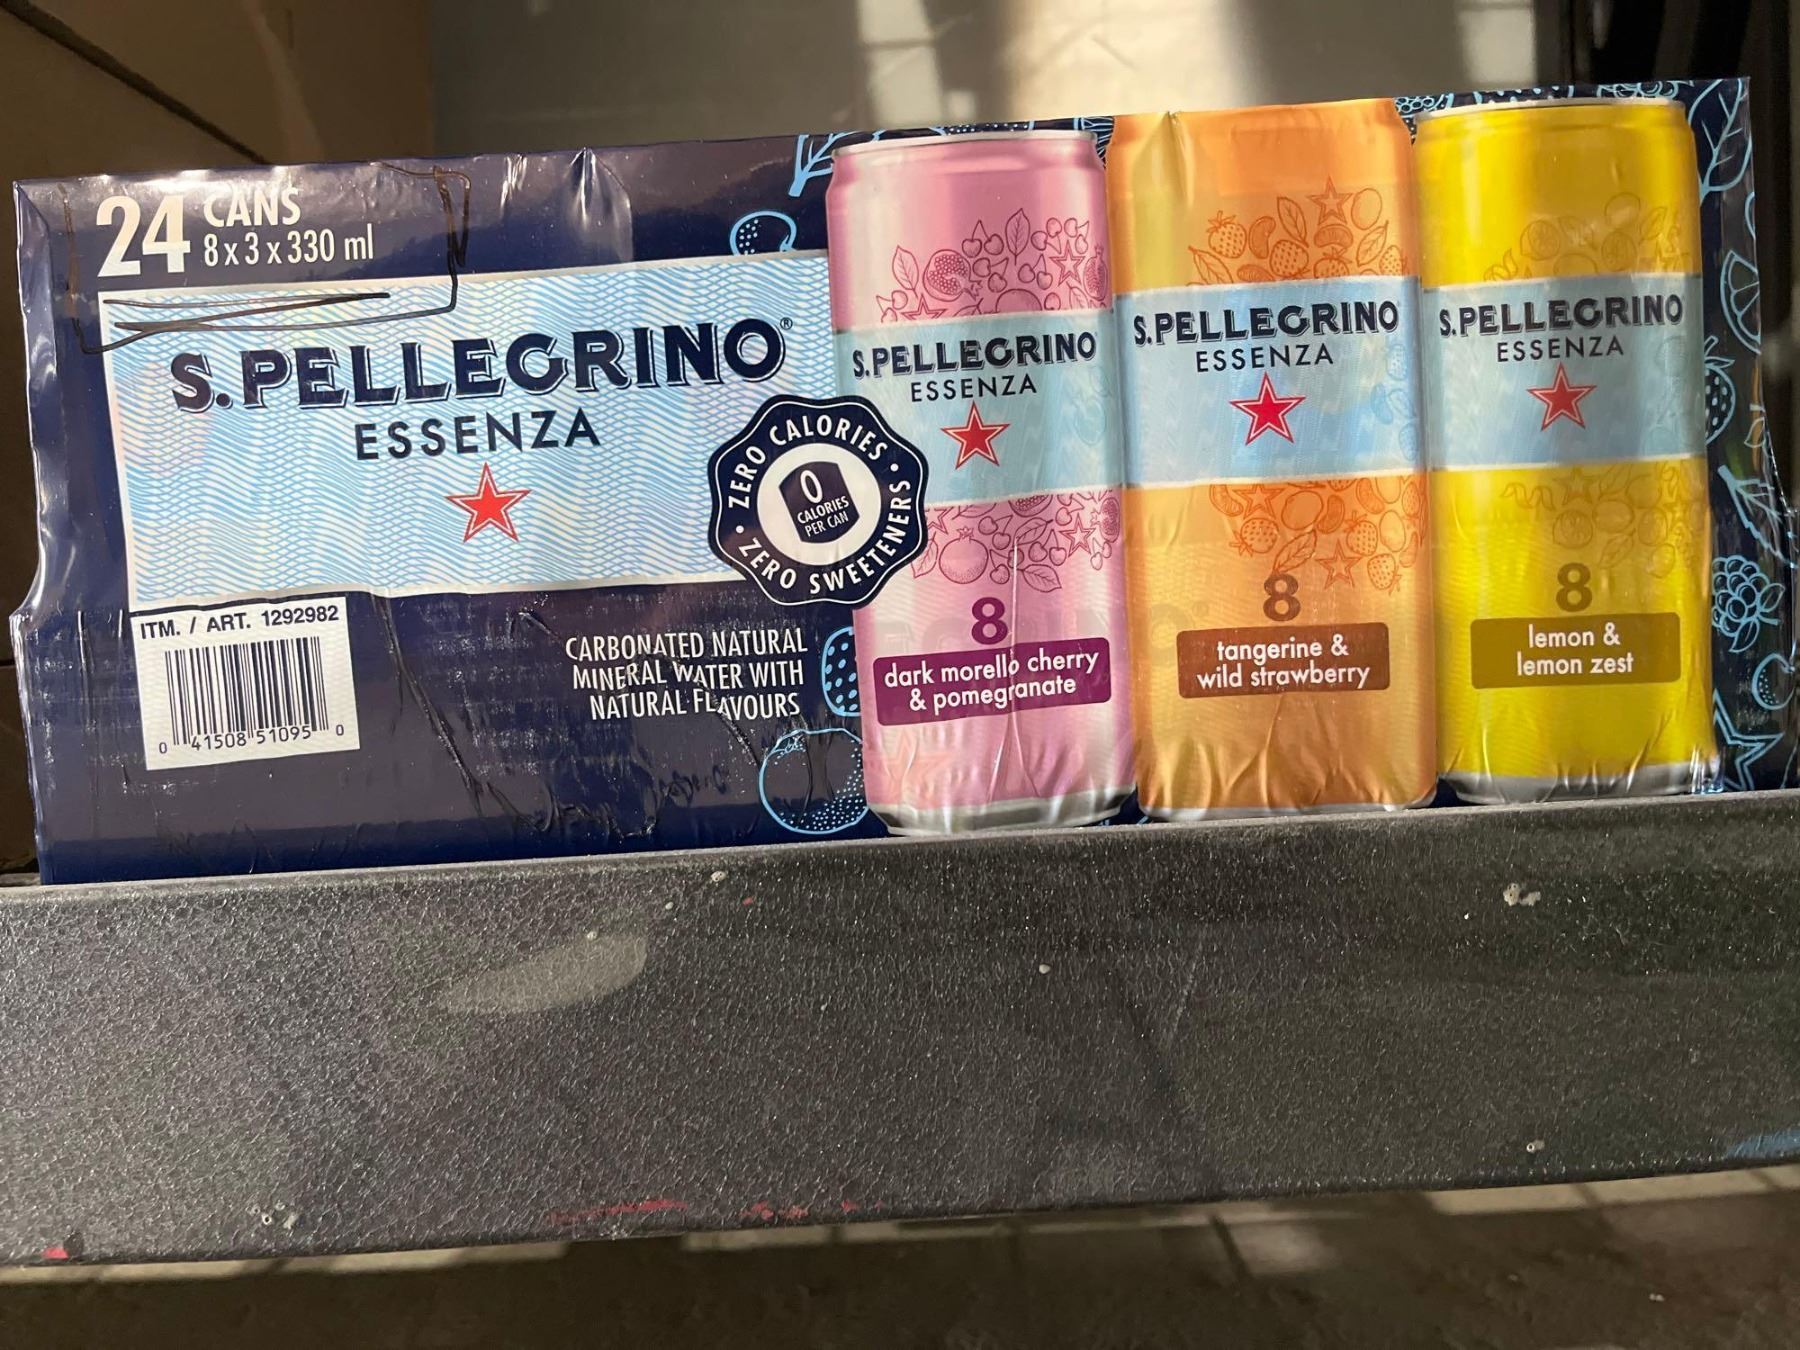 24 CANS
8 x 3 x 330 ml
S.PELLEGRINO®
ESSENZA
ZERO CALORIES • ZERO SWEETENERS •
0
CALORIES
PER CAN
ITM. / ART. 1292982
0 41508 51095 0
CARBONATED NATURAL
MINERAL WATER WITH
NATURAL FLAVOURS
S.PELLEGRINO
ESSENZA
8
dark morello cherry
& pomegranate
S.PELLEGRINO
ESSENZA
8
tangerine &
wild strawberry
S.PELLEGRINO
ESSENZA
8
lemon &
lemon zest